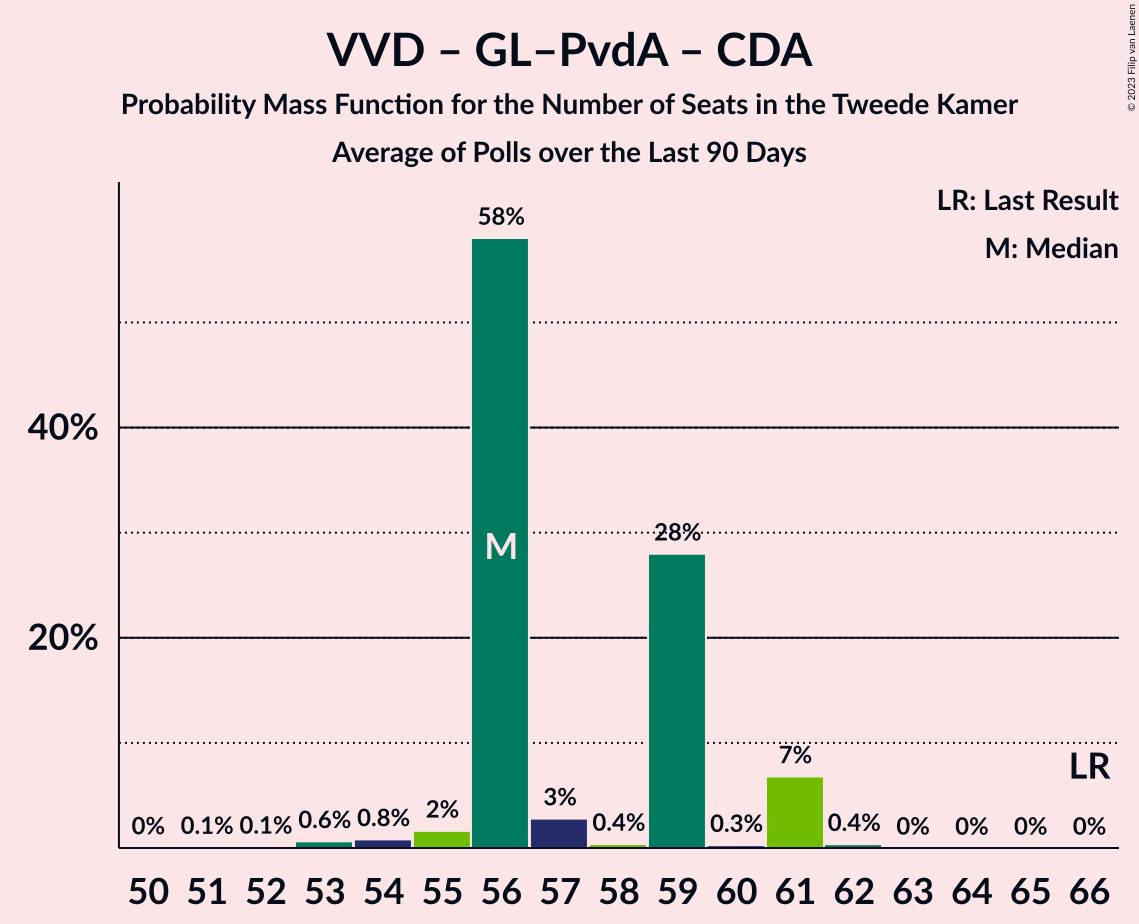 VVD – GL–PvdA – CDA
Probability Mass Function for the Number of Seats in the Tweede Kamer
Average of Polls over the Last 90 Days
© 2023 Filip van Laenen
LR: Last Result
M: Median
58%
40%
M
28%
20%
7%
LR
0% 0.1% 0.1% 0.6% 0.8% 2% 3% 0.4% 0.3% 0.4% 0% 0% 0% 0%
50 51 52 53 54 55 56 57 58 59 60 61 62 63 64 65 66